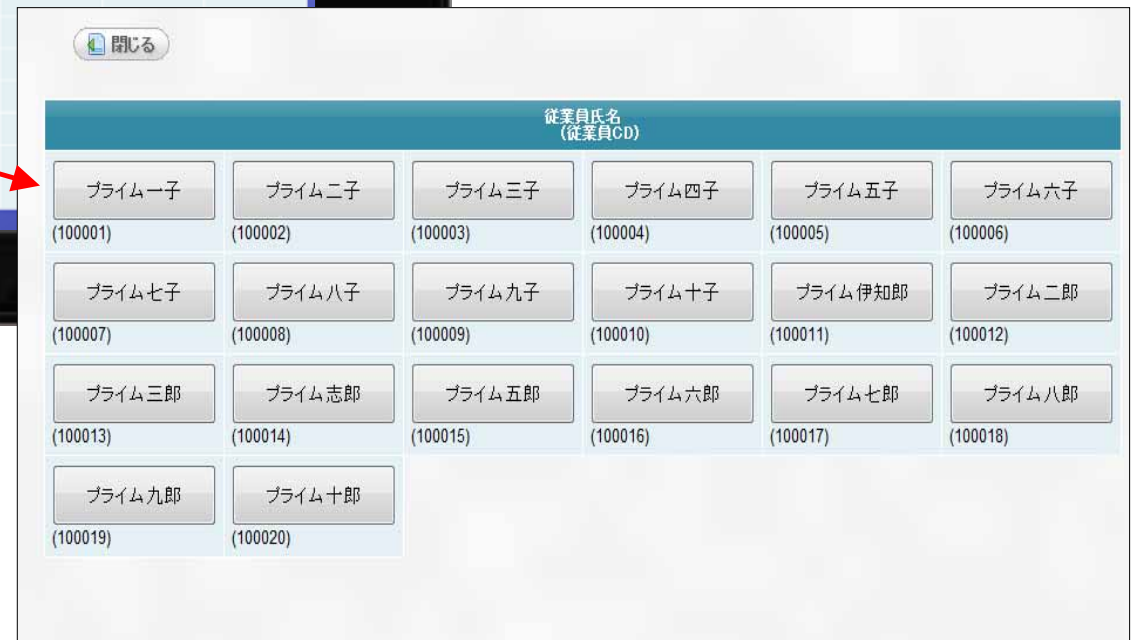 閉じる
従業員氏名
(従業員CD)
プライム一子 プライム二子 プライム三子 プライム四子 プライム五子 プライム六子
(100001) (100002) (100003) (100004) (100005) (100006)
プライム七子 プライム八子 プライム九子 プライム十子 プライム伊知郎 プライム二郎
(100007) (100008) (100009) (100010) (100011) (100012)
プライム三郎 プライム志郎 プライム五郎 プライム六郎 プライム七郎 プライム八郎
(100013) (100014) (100015) (100016) (100017) (100018)
プライム九郎 プライム十郎
(100019) (100020)